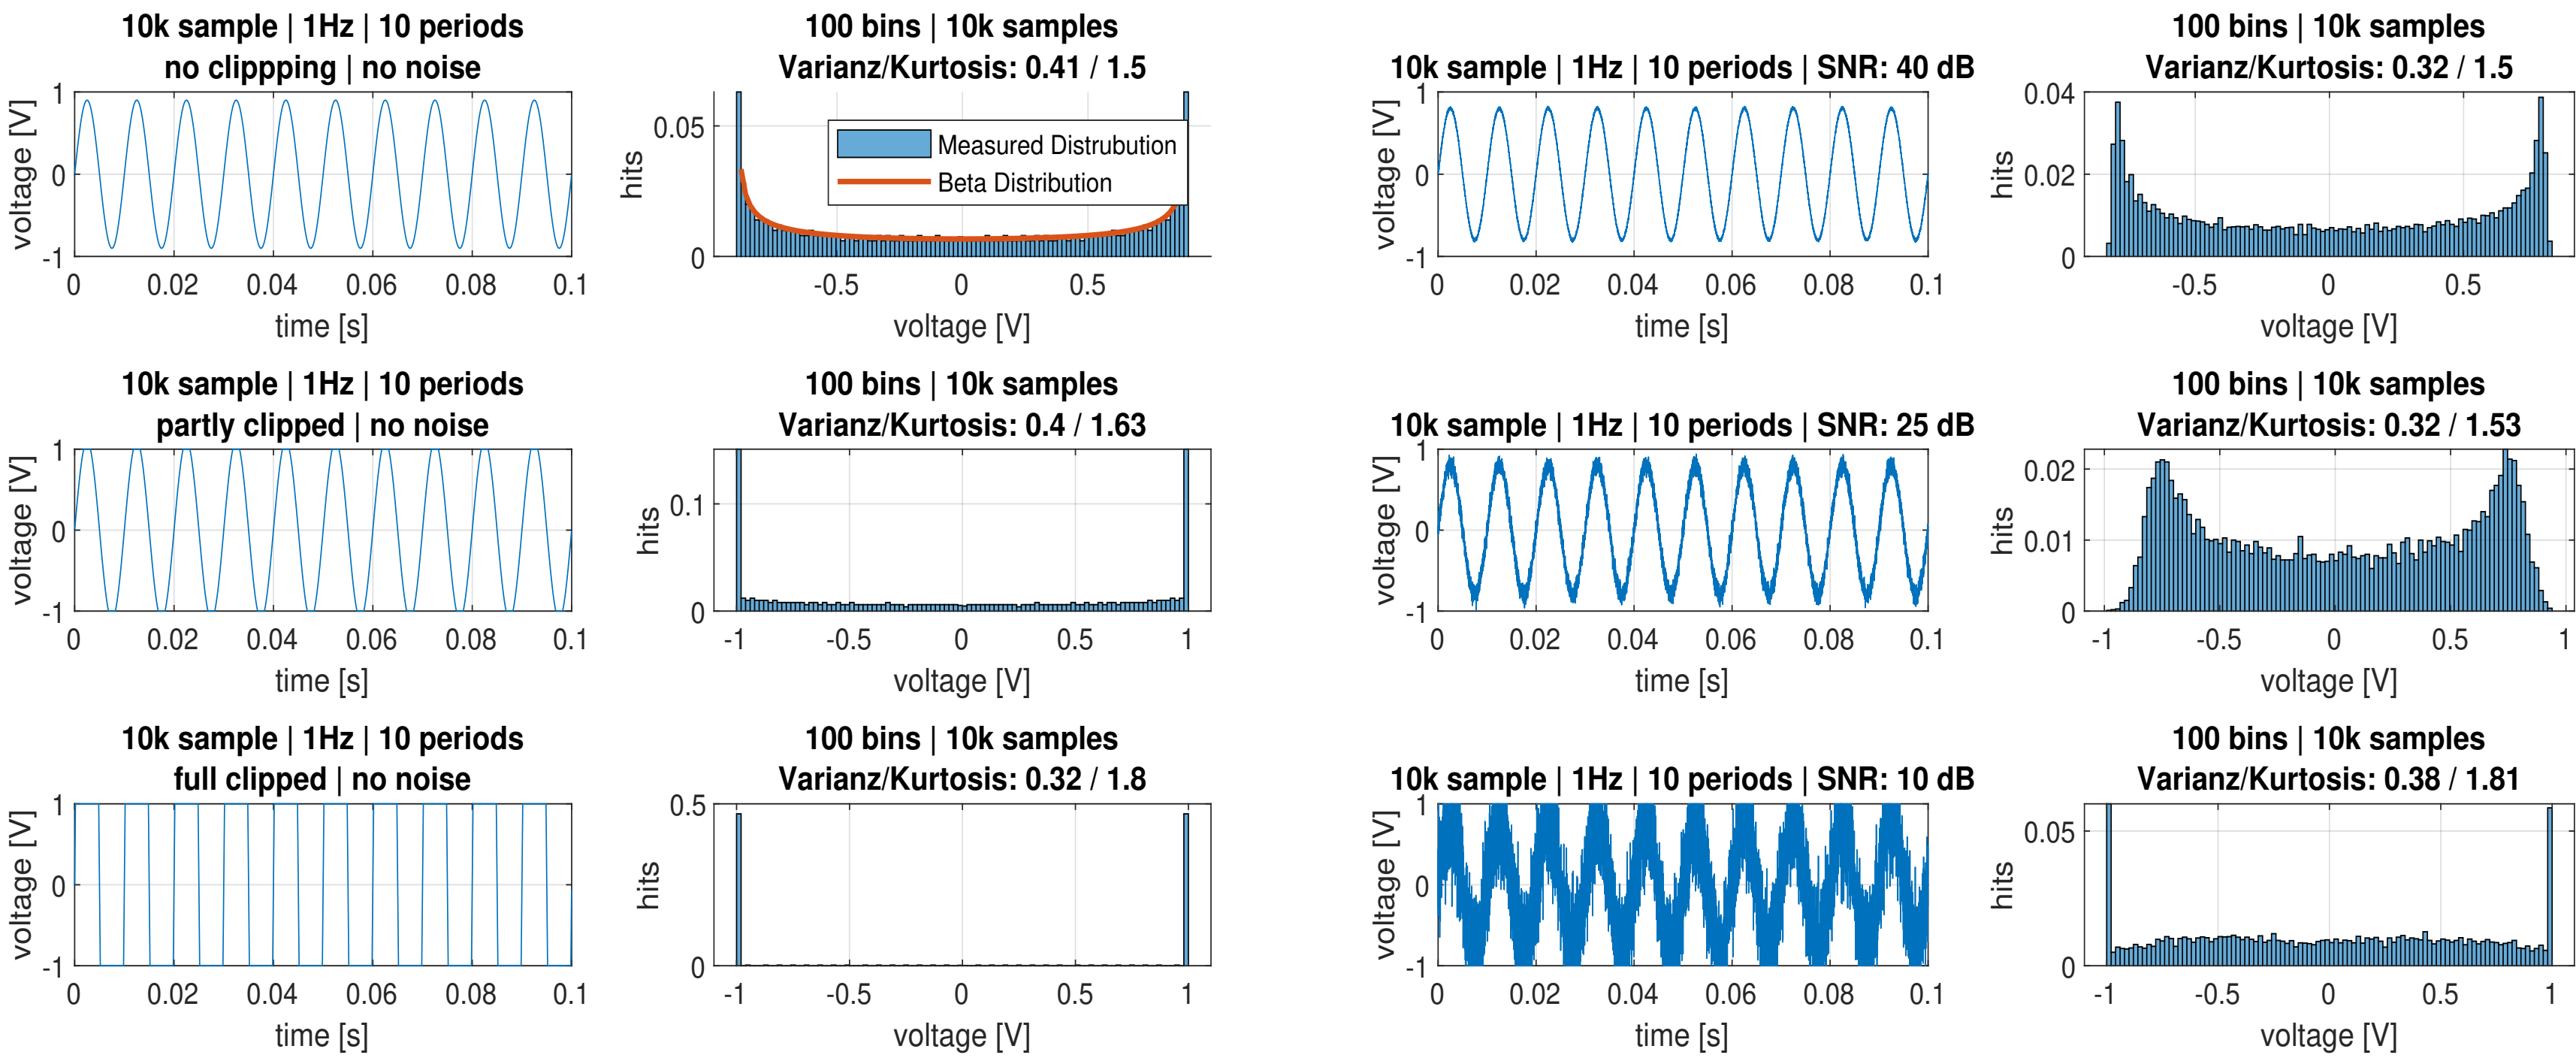 10k sample | 1Hz | 10 periods
no clippping | no noise
1
0
-1
voltage [V]
0
0.02
0.04
0.06
0.08
0.1
time [s]
100 bins | 10k samples
Varianz/Kurtosis: 0.41 / 1.5
0.05
0
hits
Measured Distrubution
Beta Distribution
-0.5
0
0.5
voltage [V]
10k sample | 1Hz | 10 periods | SNR: 40 dB
1
0
-1
voltage [V]
0
0.02
0.04
0.06
0.08
0.1
time [s]
100 bins | 10k samples
Varianz/Kurtosis: 0.32 / 1.5
0.04
0.02
0
hits
-0.5
0
0.5
voltage [V]
10k sample | 1Hz | 10 periods
partly clipped | no noise
1
0
-1
voltage [V]
0
0.02
0.04
0.06
0.08
0.1
time [s]
100 bins | 10k samples
Varianz/Kurtosis: 0.4 / 1.63
0.1
0
hits
-1
-0.5
0
0.5
1
voltage [V]
10k sample | 1Hz | 10 periods | SNR: 25 dB
1
0
-1
voltage [V]
0
0.02
0.04
0.06
0.08
0.1
time [s]
100 bins | 10k samples
Varianz/Kurtosis: 0.32 / 1.53
0.02
0.01
0
hits
-1
-0.5
0
0.5
1
voltage [V]
10k sample | 1Hz | 10 periods
full clipped | no noise
1
0
-1
voltage [V]
0
0.02
0.04
0.06
0.08
0.1
time [s]
100 bins | 10k samples
Varianz/Kurtosis: 0.32 / 1.8
0.5
0
hits
-1
-0.5
0
0.5
1
voltage [V]
10k sample | 1Hz | 10 periods | SNR: 10 dB
1
0
-1
voltage [V]
0
0.02
0.04
0.06
0.08
0.1
time [s]
100 bins | 10k samples
Varianz/Kurtosis: 0.38 / 1.81
0.05
0
hits
-1
-0.5
0
0.5
1
voltage [V]